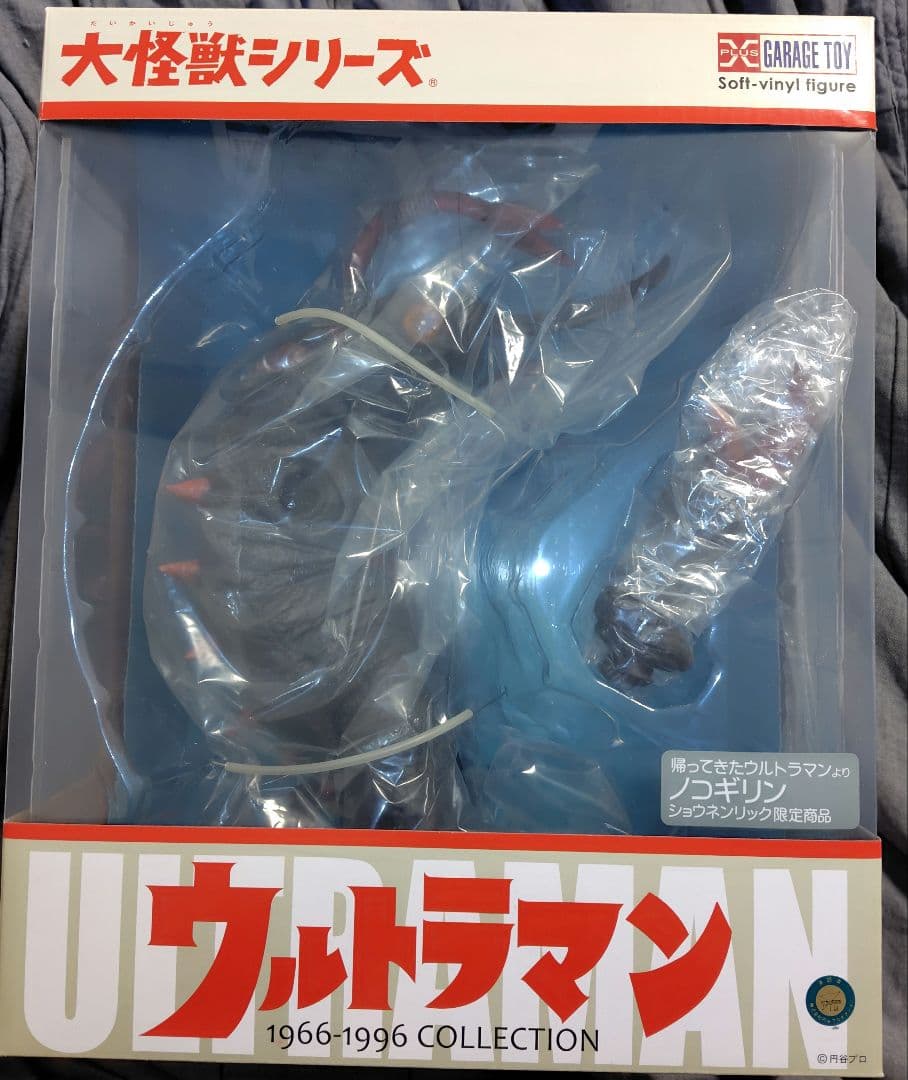 だいかいじゅう
大怪獣シリーズ®
X PLUS GARAGE TOY
Soft-vinyl figure
帰ってきたウルトラマンより
ノコギリン
ショウネンリック限定商品
ULTRAMAN
ウルトラマン
1966-1996 COLLECTION
©円谷プロ